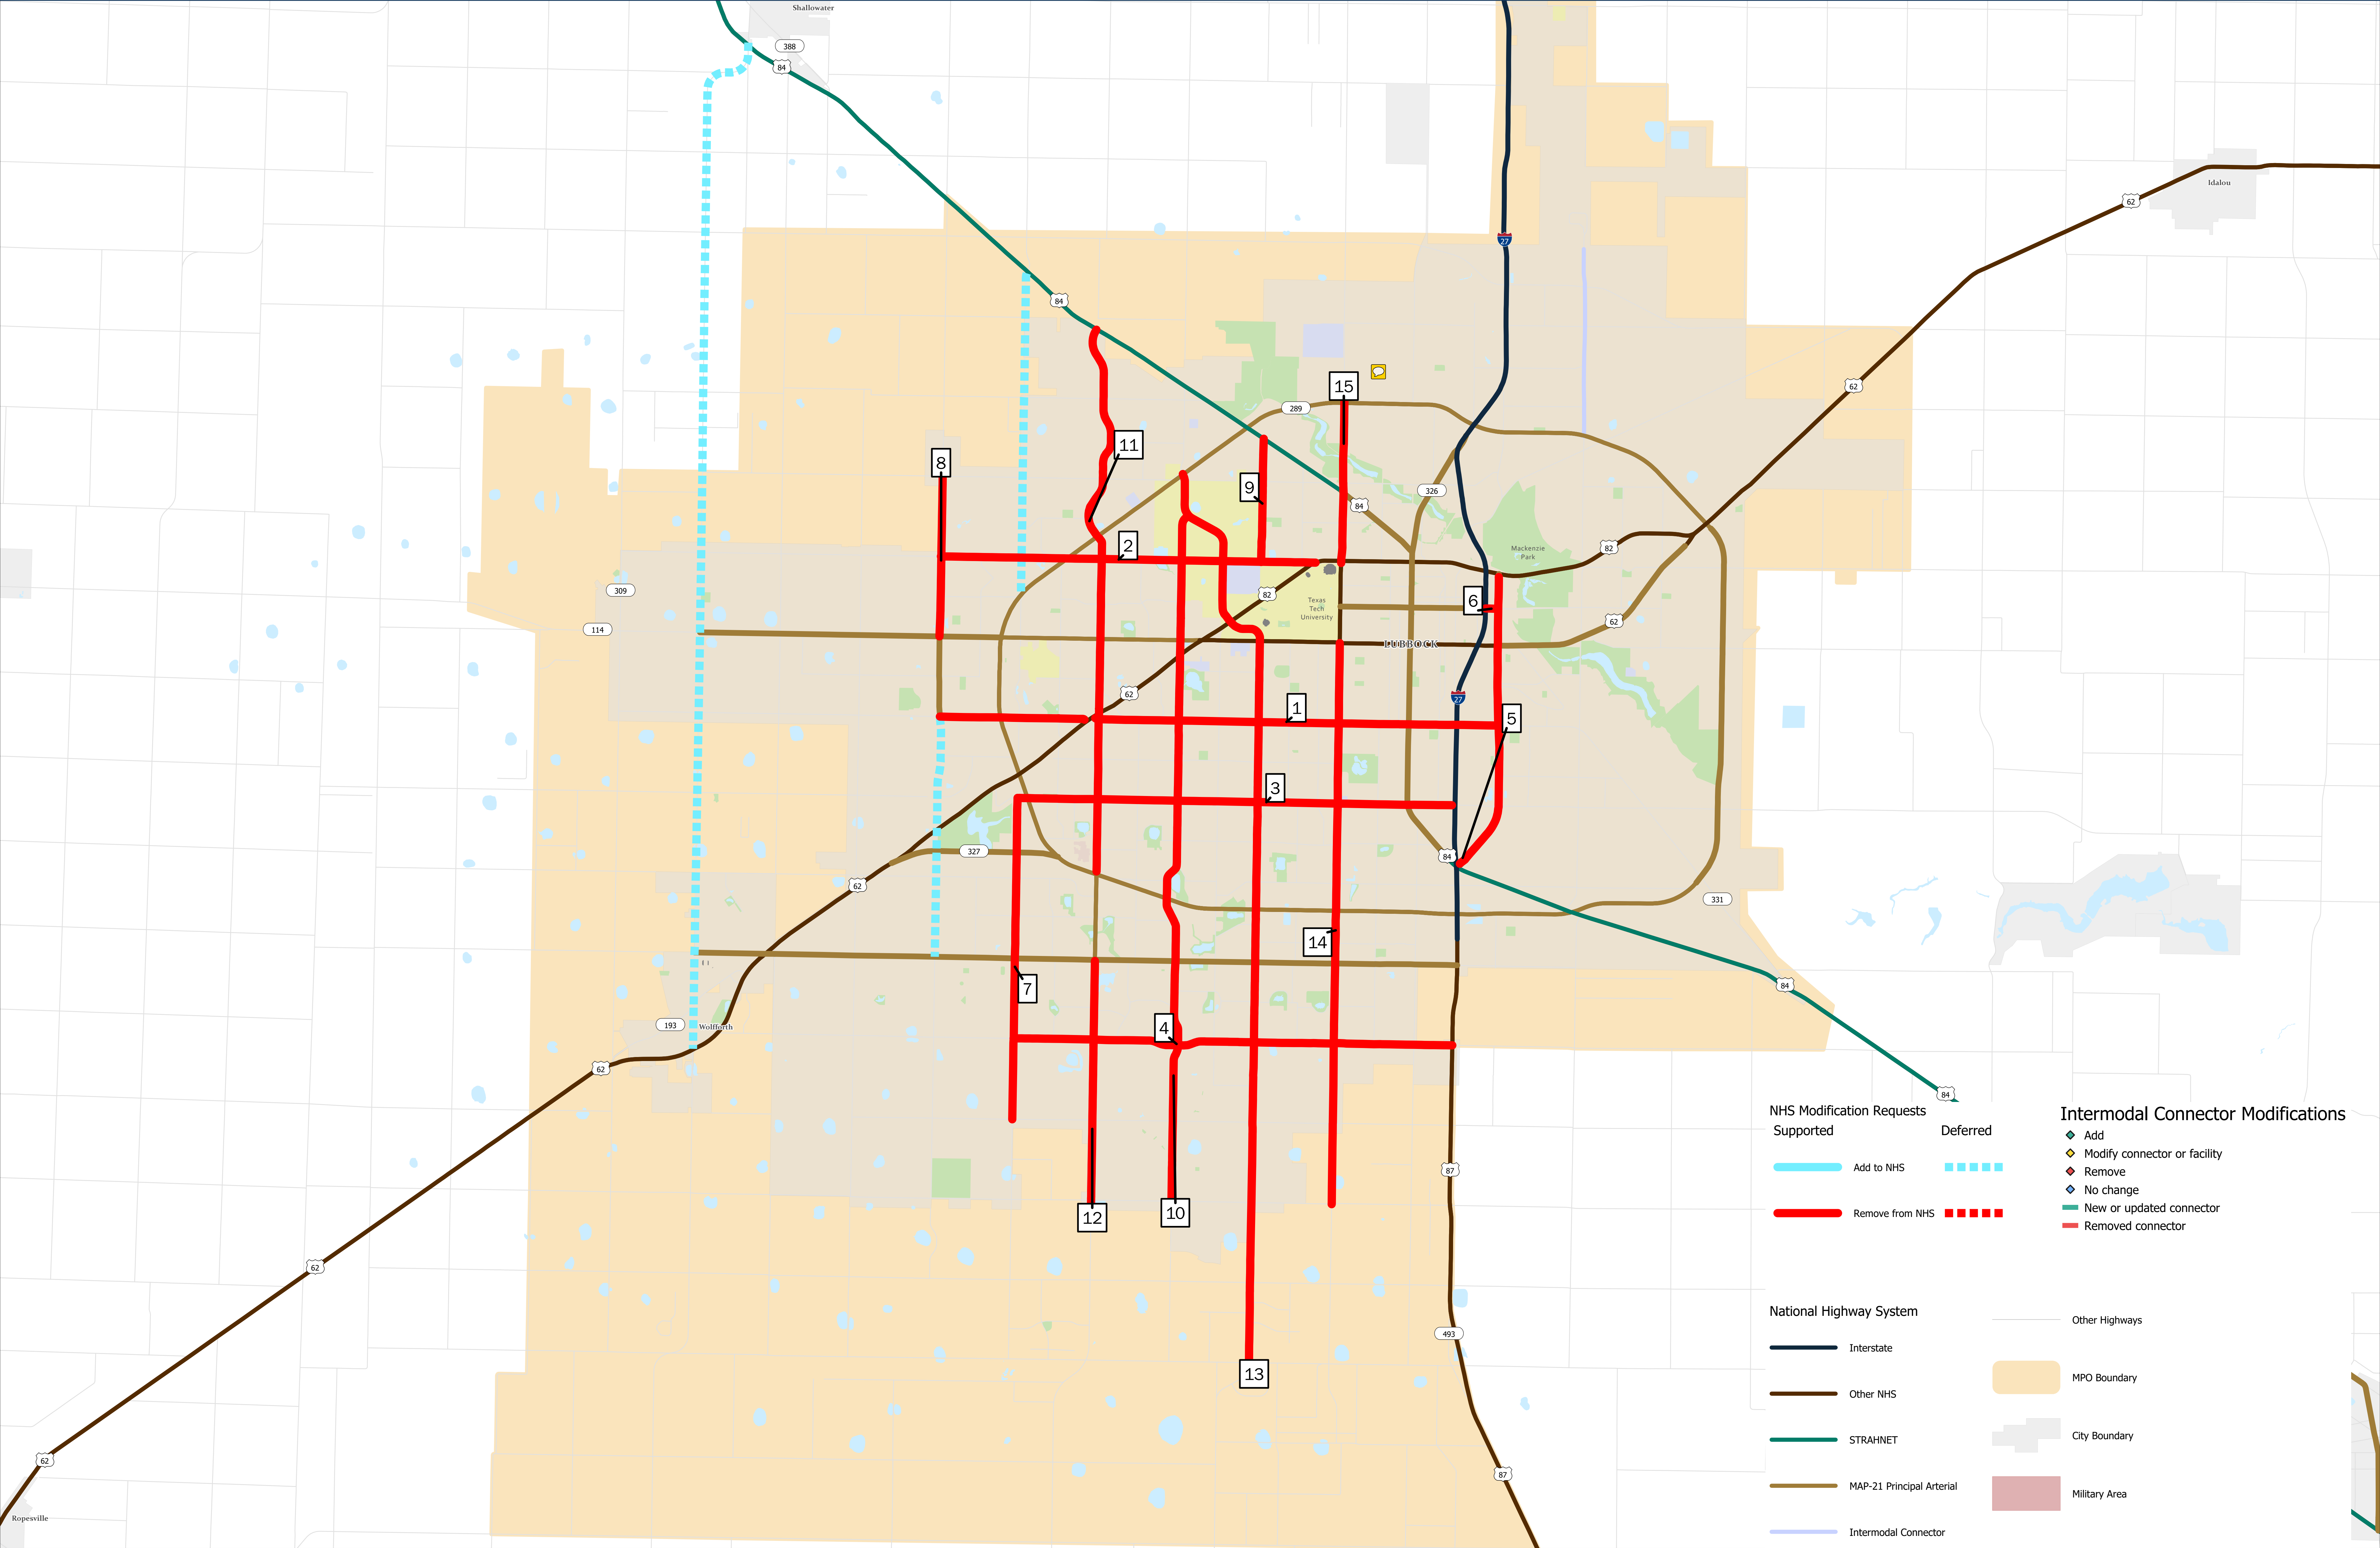 Shallowater
388
84
Idalou
62
27
84
62
15
289
11
8
9
326
84
2
82
Mackenzie
Park
309
82
Texas
Tech
University
6
62
114
LUBBOCK
62
27
1
5
3
327
84
62
331
14
7
84
193
Wolfforth
4
62
84
87
12
10
62
493
13
62
87
Ropesville
NHS Modification Requests
Supported
Deferred
Add to NHS
Remove from NHS
Intermodal Connector Modifications
Add
Modify connector or facility
Remove
No change
New or updated connector
Removed connector
National Highway System
Interstate
Other NHS
STRAHNET
MAP-21 Principal Arterial
Intermodal Connector
Other Highways
MPO Boundary
City Boundary
Military Area